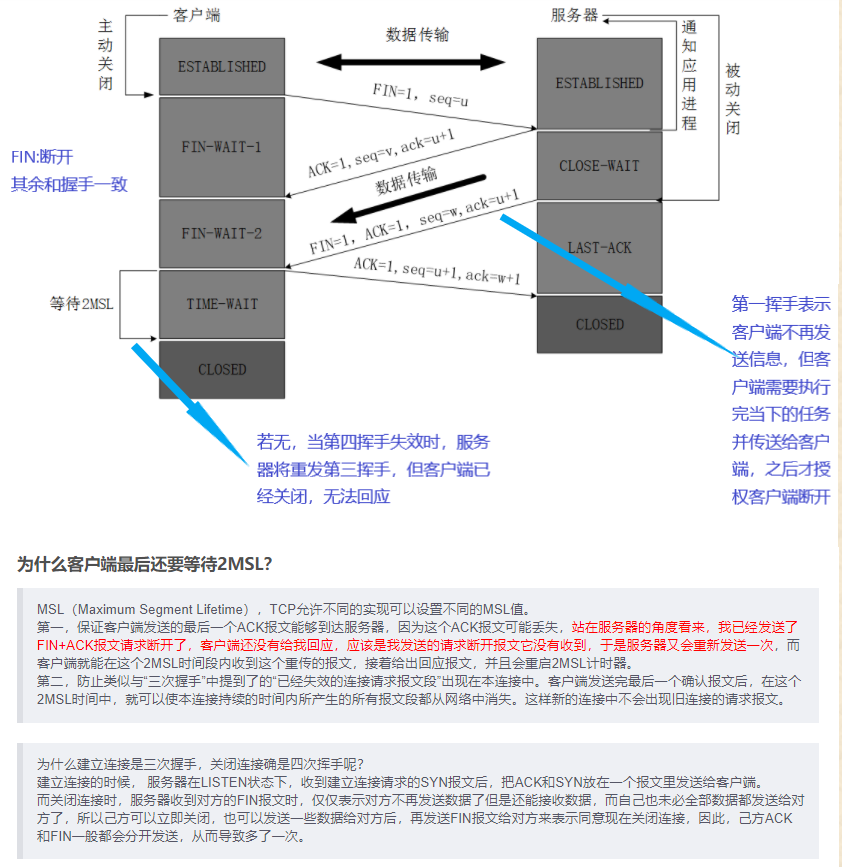 客户端
服务器
主动关闭
数据传输
通知应用进程
被动关闭
ESTABLISHED
ESTABLISHED
FIN=1, seq=u
FIN:断开
其余和握手一致
FIN-WAIT-1
ACK=1,seq=v,ack=u+1
CLOSE-WAIT
数据传输
FIN-WAIT-2
FIN=1, ACK=1, seq=w,ack=u+1
LAST-ACK
ACK=1,seq=u+1,ack=w+1
等待2MSL
TIME-WAIT
CLOSED
CLOSED
第一挥手表示
客户端不再发
送信息，但客
户端需要执行
完当下的任务
并传送给客户
端，之后才授
权客户端断开
若无，当第四挥手失效时，服务
器将重发第三挥手，但客户端已
经关闭，无法回应
为什么客户端最后还要等待2MSL？
MSL（Maximum Segment Lifetime），TCP允许不同的实现可以设置不同的MSL值。
第一，保证客户端发送的最后一个ACK报文能够到达服务器，因为这个ACK报文可能丢失，站在服务器的角度看来，我已经发送了
FIN+ACK报文请求断开了，客户端还没有给我回应，应该是我发送的请求断开报文它没有收到，于是服务器又会重新发送一次，而
客户端就能在这个2MSL时间段内收到这个重传的报文，接着给出回应报文，并且会重启2MSL计时器。
第二，防止类似与“三次握手”中提到了的“已经失效的连接请求报文段”出现在本连接中。客户端发送完最后一个确认报文后，在这个
2MSL时间中，就可以使本连接持续的时间内所产生的所有报文段都从网络中消失。这样新的连接中不会出现旧连接的请求报文。
为什么建立连接是三次握手，关闭连接确是四次挥手呢？
建立连接的时候， 服务器在LISTEN状态下，收到建立连接请求的SYN报文后，把ACK和SYN放在一个报文里发送给客户端。
而关闭连接时，服务器收到对方的FIN报文时，仅仅表示对方不再发送数据了但是还能接收数据，而自己也未必全部数据都发送给对
方了，所以己方可以立即关闭，也可以发送一些数据给对方后，再发送FIN报文给对方来表示同意现在关闭连接，因此，己方ACK
和FIN一般都会分开发送，从而导致多了一次。